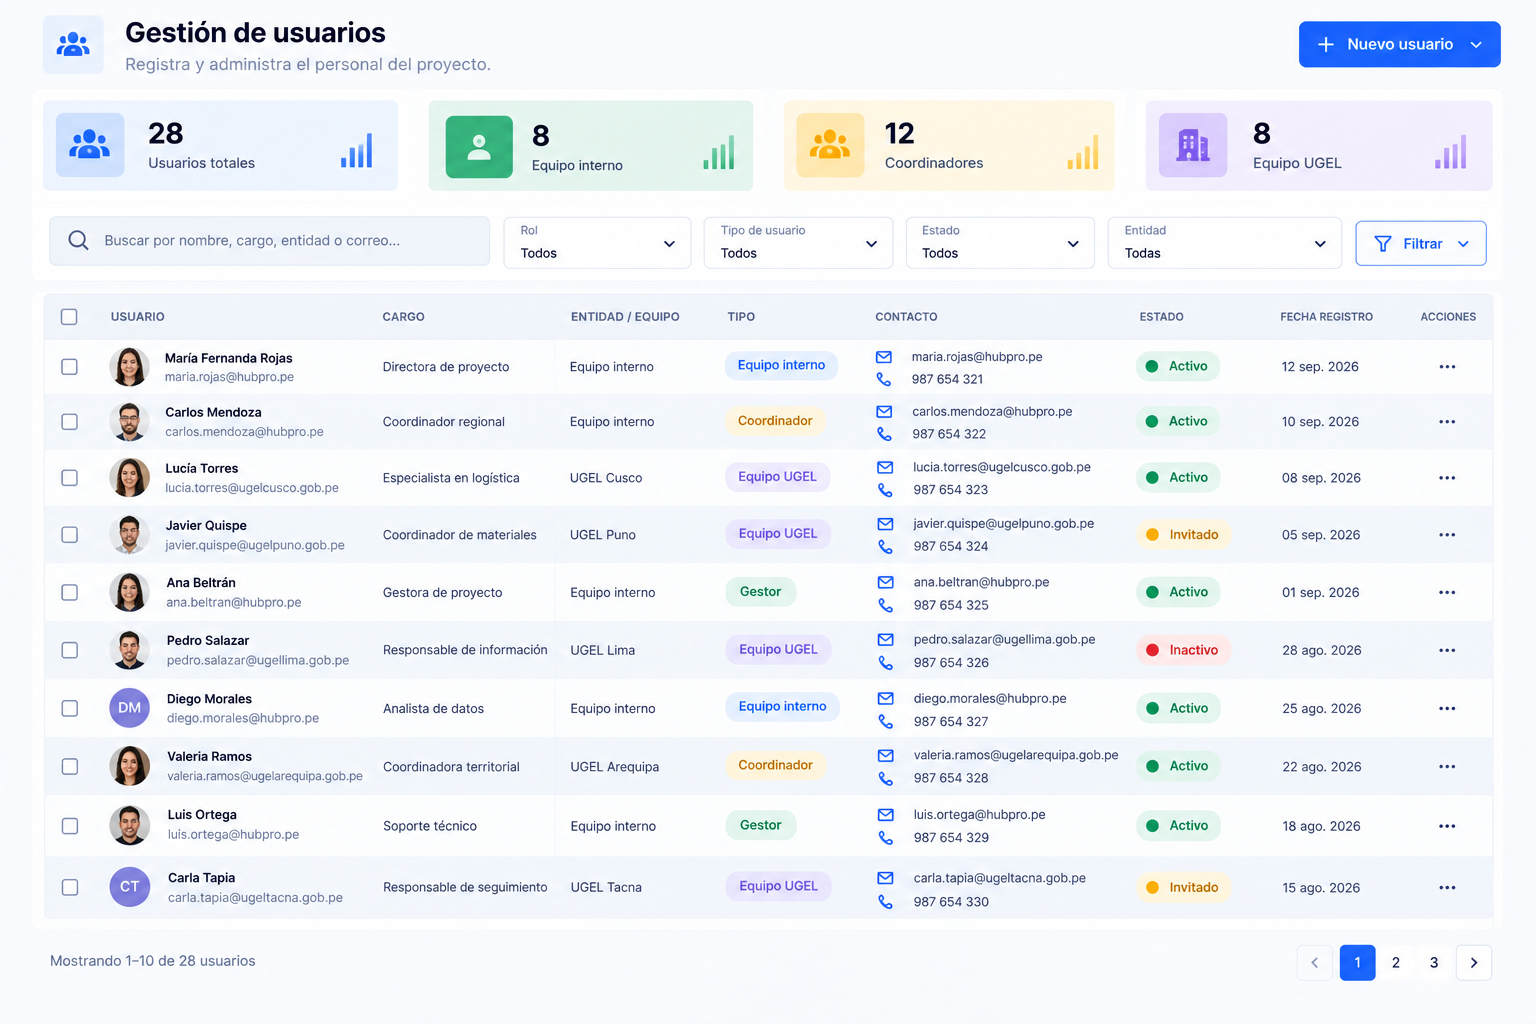 Gestión de usuarios
Registra y administra el personal del proyecto.
+ Nuevo usuario
28
Usuarios totales
8
Equipo interno
12
Coordinadores
8
Equipo UGEL
Buscar por nombre, cargo, entidad o correo...
Rol
Todos
Tipo de usuario
Todos
Estado
Todos
Entidad
Todas
Filtrar
USUARIO CARGO ENTIDAD / EQUIPO TIPO CONTACTO ESTADO FECHA REGISTRO ACCIONES
María Fernanda Rojas
maria.rojas@hubpro.pe
Directora de proyecto
Equipo interno
Equipo interno
maria.rojas@hubpro.pe
987 654 321
Activo
12 sep. 2026
Carlos Mendoza
carlos.mendoza@hubpro.pe
Coordinador regional
Equipo interno
Coordinador
carlos.mendoza@hubpro.pe
987 654 322
Activo
10 sep. 2026
Lucía Torres
lucia.torres@ugelcusco.gob.pe
Especialista en logística
UGEL Cusco
Equipo UGEL
lucia.torres@ugelcusco.gob.pe
987 654 323
Activo
08 sep. 2026
Javier Quispe
javier.quispe@ugelpuno.gob.pe
Coordinador de materiales
UGEL Puno
Equipo UGEL
javier.quispe@ugelpuno.gob.pe
987 654 324
Invitado
05 sep. 2026
Ana Beltrán
ana.beltran@hubpro.pe
Gestora de proyecto
Equipo interno
Gestor
ana.beltran@hubpro.pe
987 654 325
Activo
01 sep. 2026
Pedro Salazar
pedro.salazar@ugellima.gob.pe
Responsable de información
UGEL Lima
Equipo UGEL
pedro.salazar@ugellima.gob.pe
987 654 326
Inactivo
28 ago. 2026
DM
Diego Morales
diego.morales@hubpro.pe
Analista de datos
Equipo interno
Equipo interno
diego.morales@hubpro.pe
987 654 327
Activo
25 ago. 2026
Valeria Ramos
valeria.ramos@ugelarequipa.gob.pe
Coordinadora territorial
UGEL Arequipa
Coordinador
valeria.ramos@ugelarequipa.gob.pe
987 654 328
Activo
22 ago. 2026
Luis Ortega
luis.ortega@hubpro.pe
Soporte técnico
Equipo interno
Gestor
luis.ortega@hubpro.pe
987 654 329
Activo
18 ago. 2026
CT
Carla Tapia
carla.tapia@ugeltacna.gob.pe
Responsable de seguimiento
UGEL Tacna
Equipo UGEL
carla.tapia@ugeltacna.gob.pe
987 654 330
Invitado
15 ago. 2026
Mostrando 1–10 de 28 usuarios
1 2 3